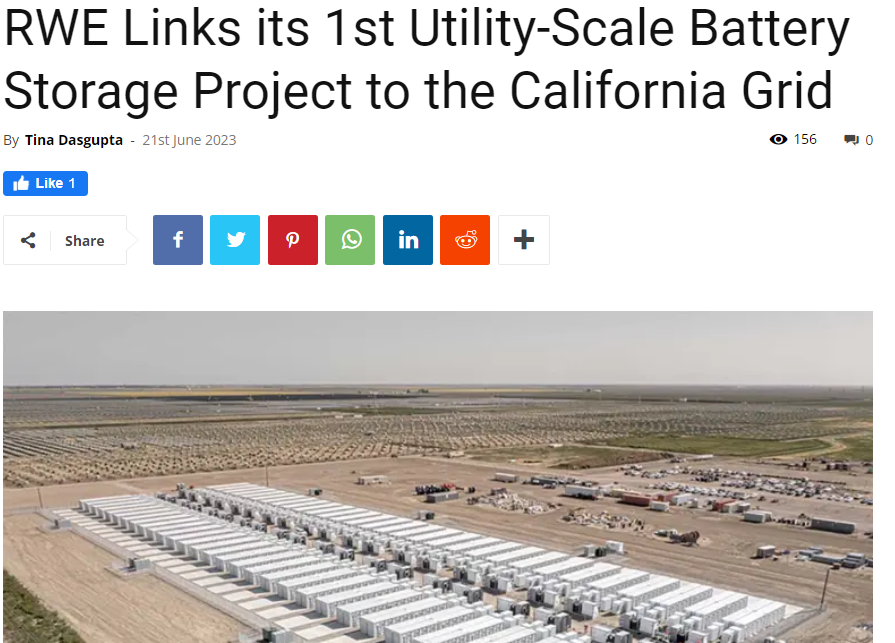 RWE Links its 1st Utility-Scale Battery
Storage Project to the California Grid
By Tina Dasgupta - 21st June 2023 156 0
Like 1
Share